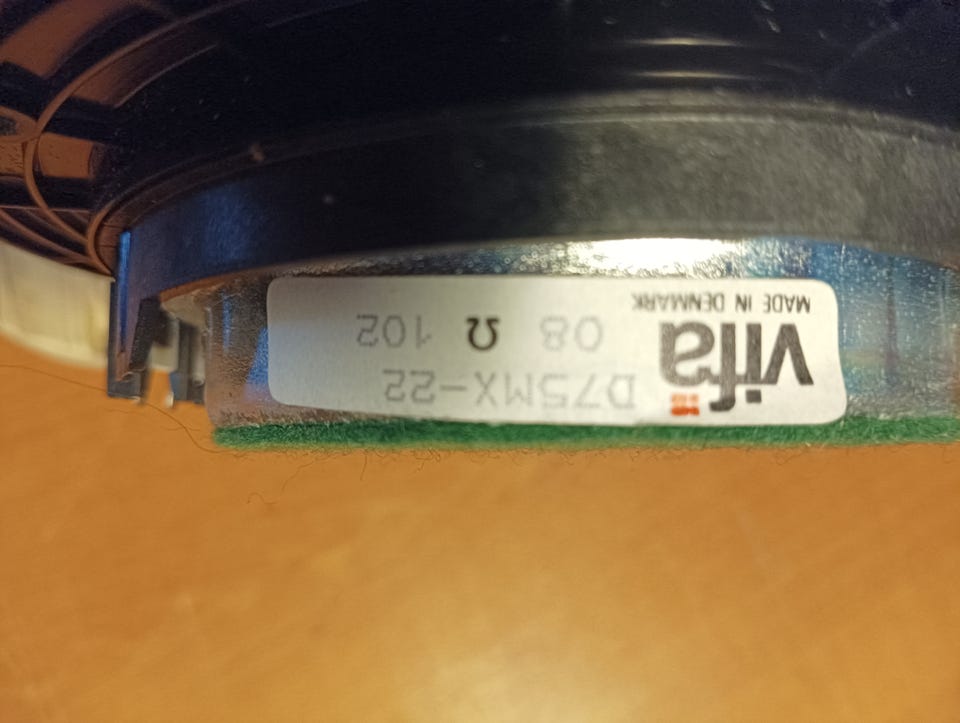 vifa D75MX-22
08 Ω 102
MADE IN DENMARK